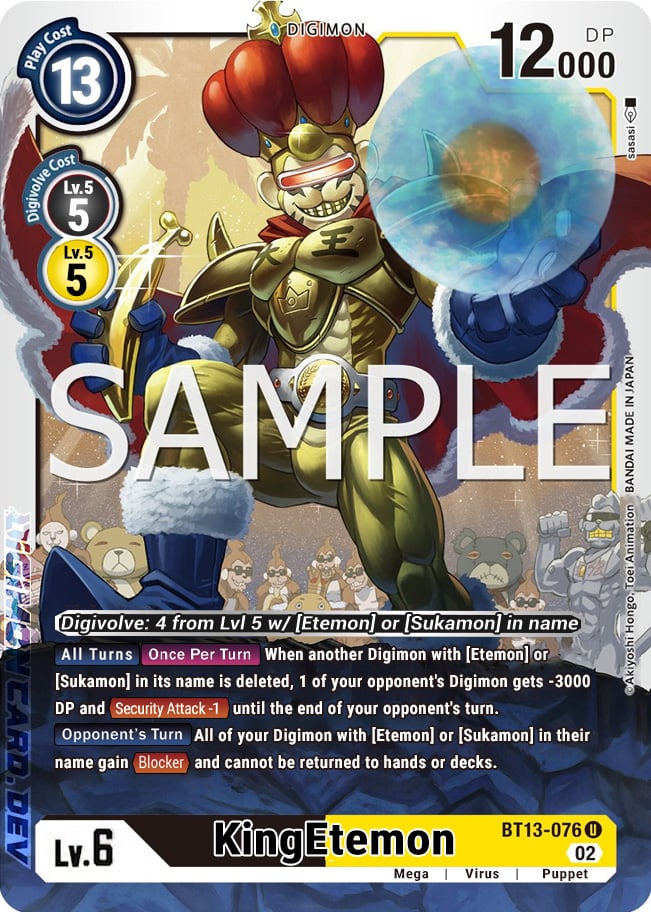 DIGIMON
Play Cost
13
12000
DP
sasasi
Digivolve Cost
Lv.5
5
Lv.5
5
大王
SAMPLE
©Akiyoshi Hongo, Toei Animation BANDAI MADE IN JAPAN
DIGIMON CARD.DEV
Digivolve: 4 from Lvl 5 w/ [Etemon] or [Sukamon] in name
All Turns Once Per Turn When another Digimon with [Etemon] or
[Sukamon] in its name is deleted, 1 of your opponent's Digimon gets -3000
DP and Security Attack -1 until the end of your opponent's turn.
Opponent's Turn All of your Digimon with [Etemon] or [Sukamon] in their
name gain Blocker and cannot be returned to hands or decks.
Lv.6
KingEtemon
BT13-076 U
02
Mega | Virus | Puppet